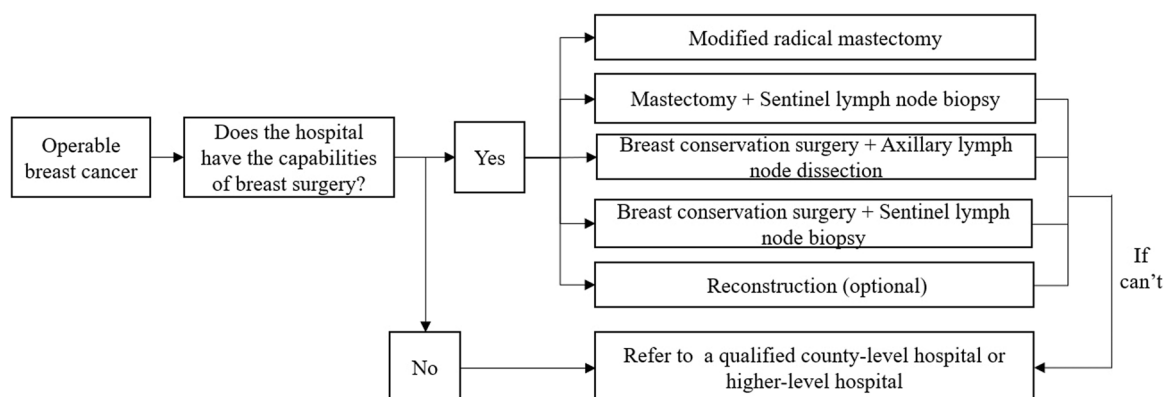 Operable
breast cancer
Does the hospital
have the capabilities
of breast surgery?
Yes
Modified radical mastectomy
Mastectomy + Sentinel lymph node biopsy
Breast conservation surgery + Axillary lymph
node dissection
Breast conservation surgery + Sentinel lymph
node biopsy
Reconstruction (optional)
If
can’t
No
Refer to a qualified county-level hospital or
higher-level hospital